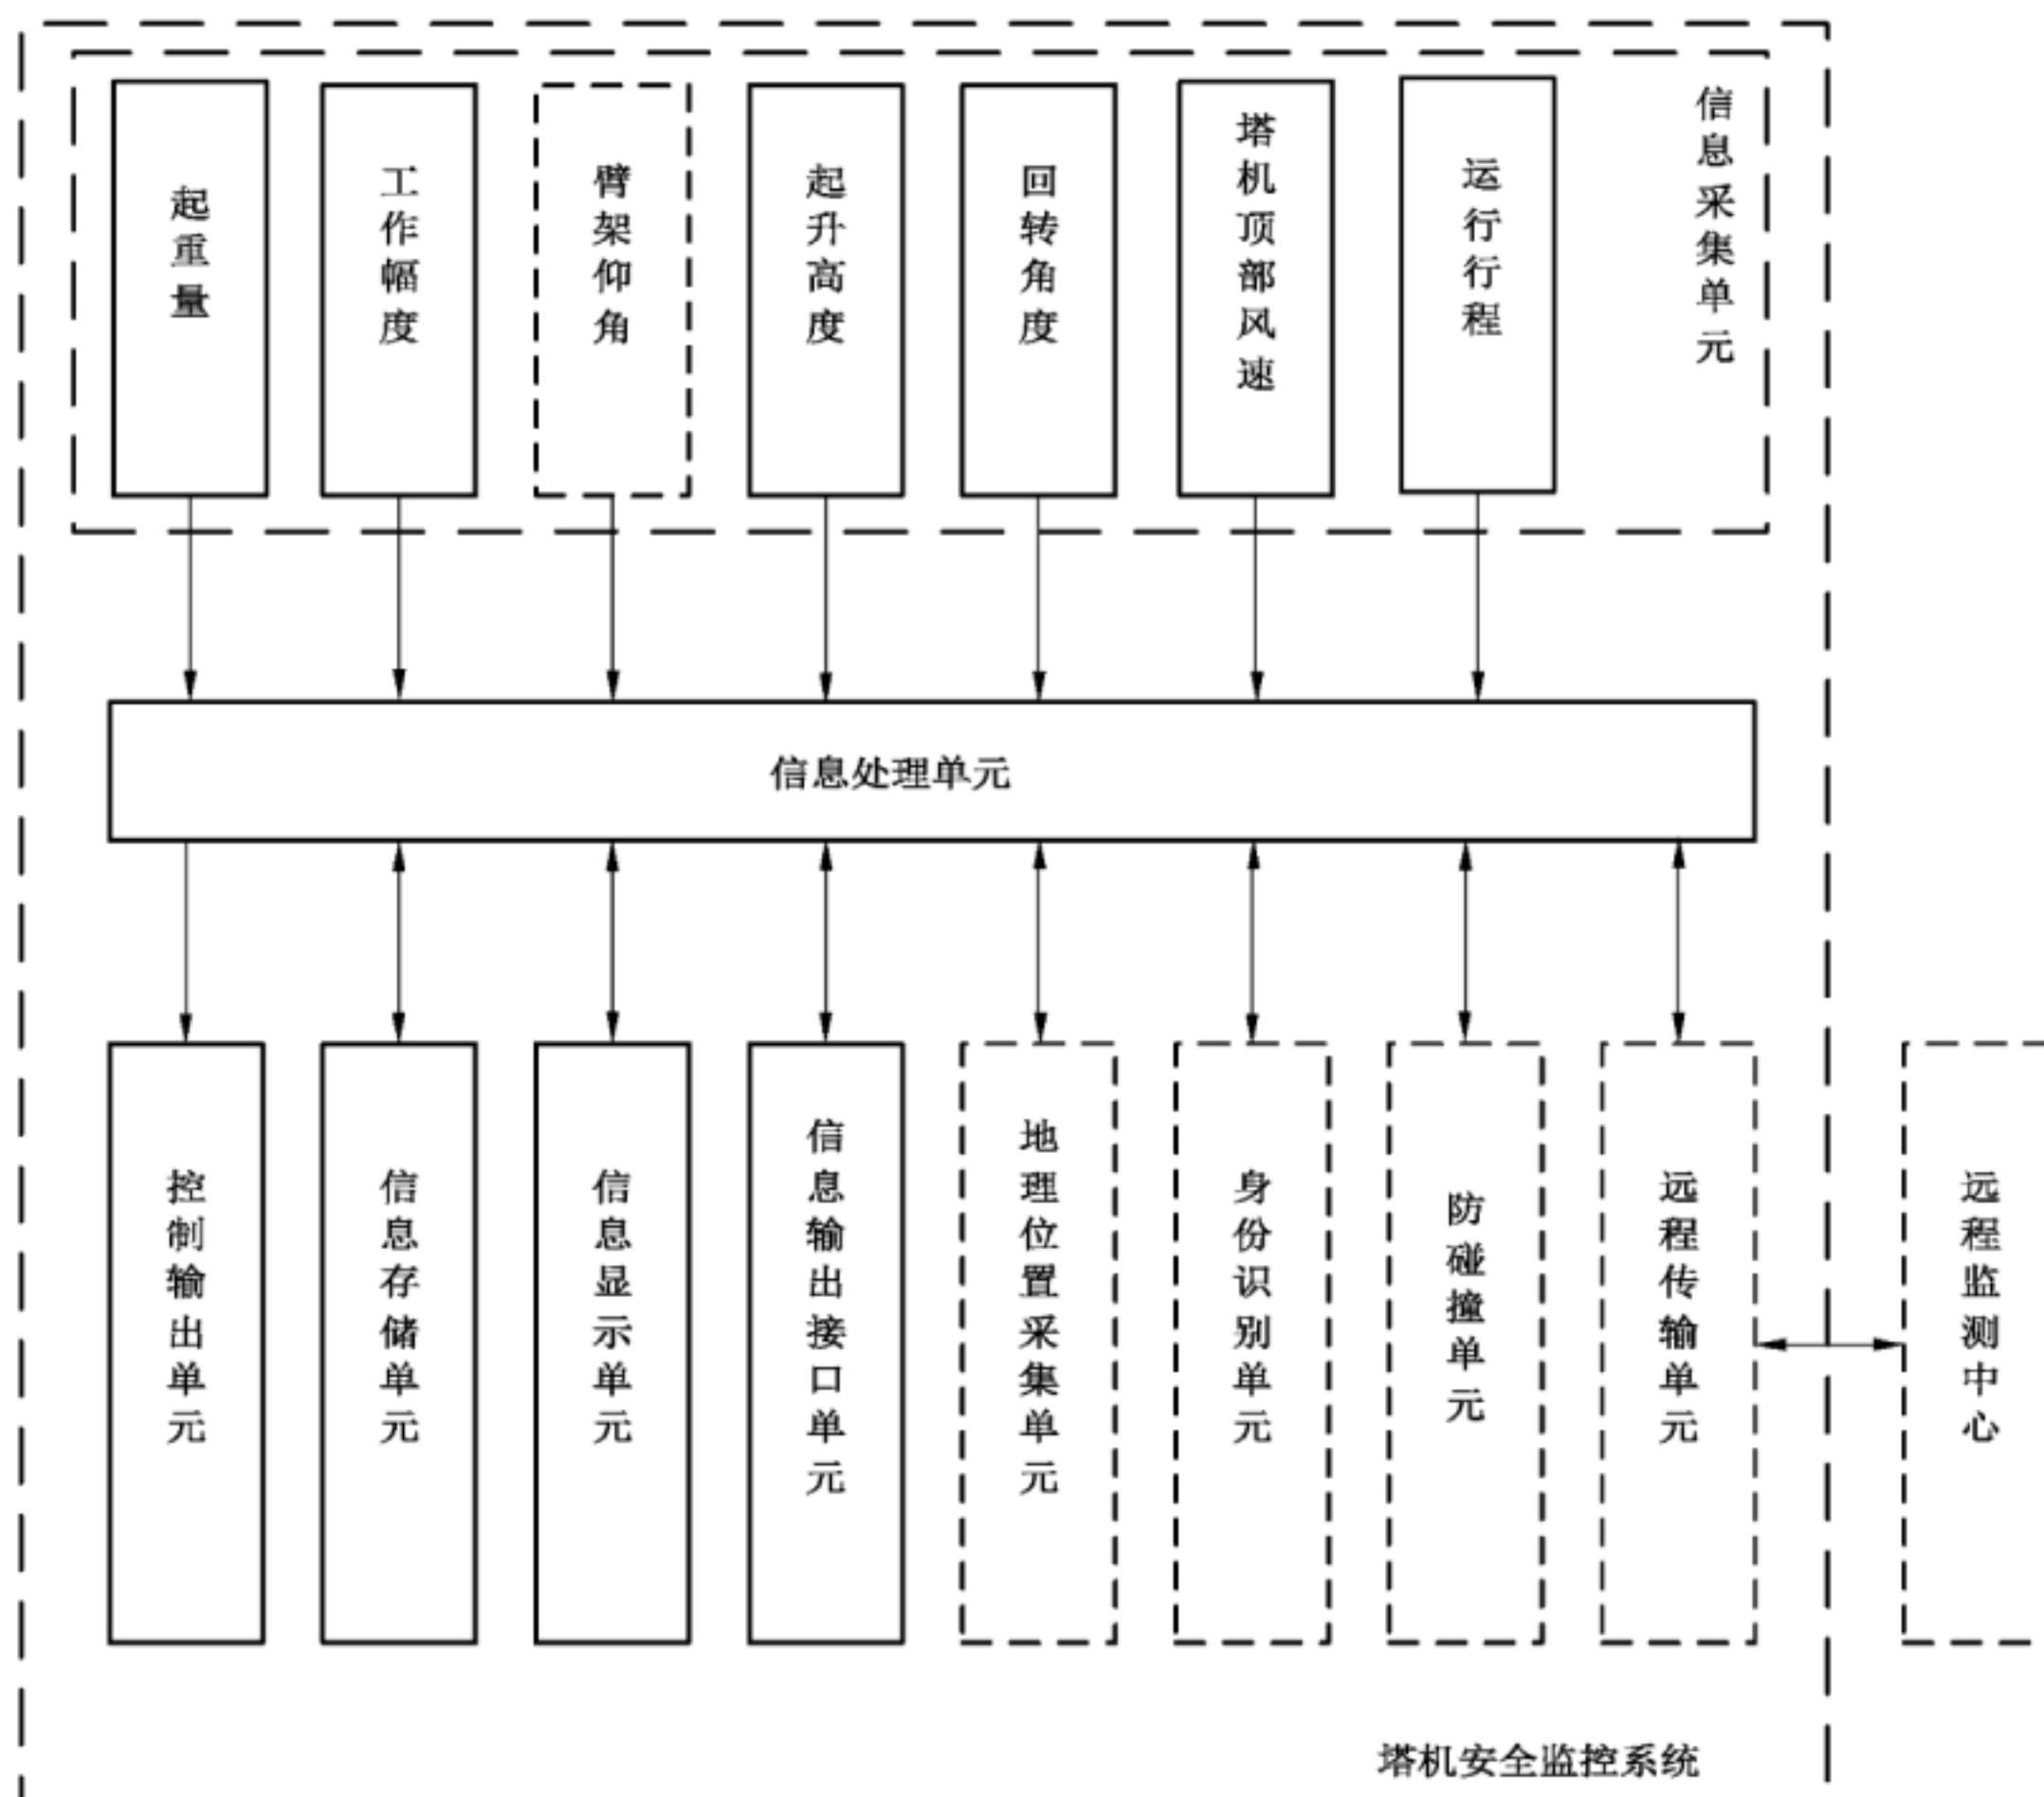 起重量
工作幅度
臂架仰角
起升高度
回转角度
塔机顶部风速
运行行程
信息采集单元
信息处理单元
控制输出单元
信息存储单元
信息显示单元
信息输出接口单元
地理位置采集单元
身份识别单元
防碰撞单元
远程传输单元
远程监测中心
塔机安全监控系统